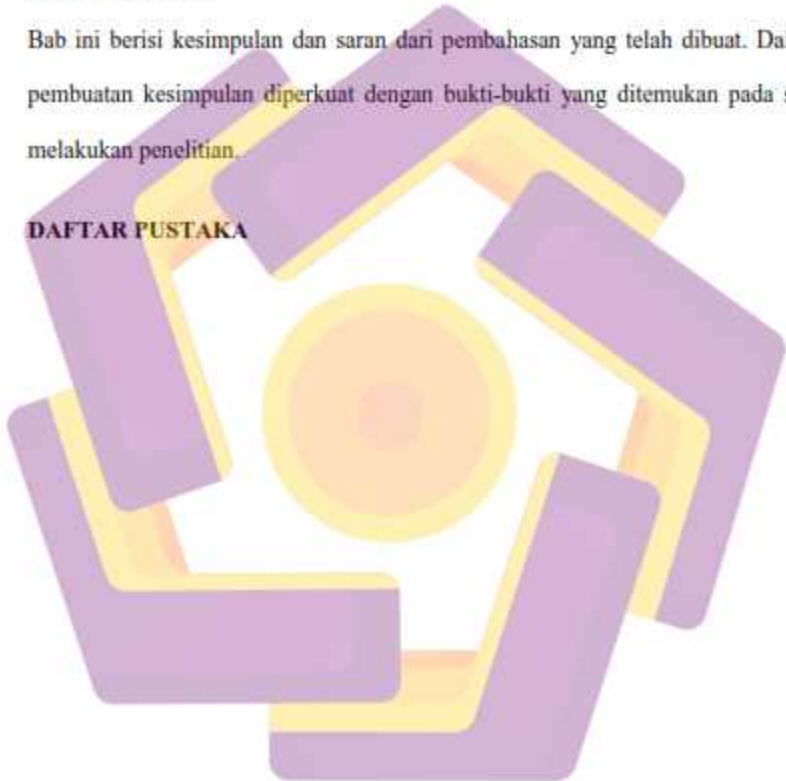 Bab ini berisi kesimpulan dan saran dari pembahasan yang telah dibuat.
pembuatan kesimpulan diperkuat dengan bukti-bukti yang ditemukan pada
melakukan penelitian.
DAFTAR PUSTAKA